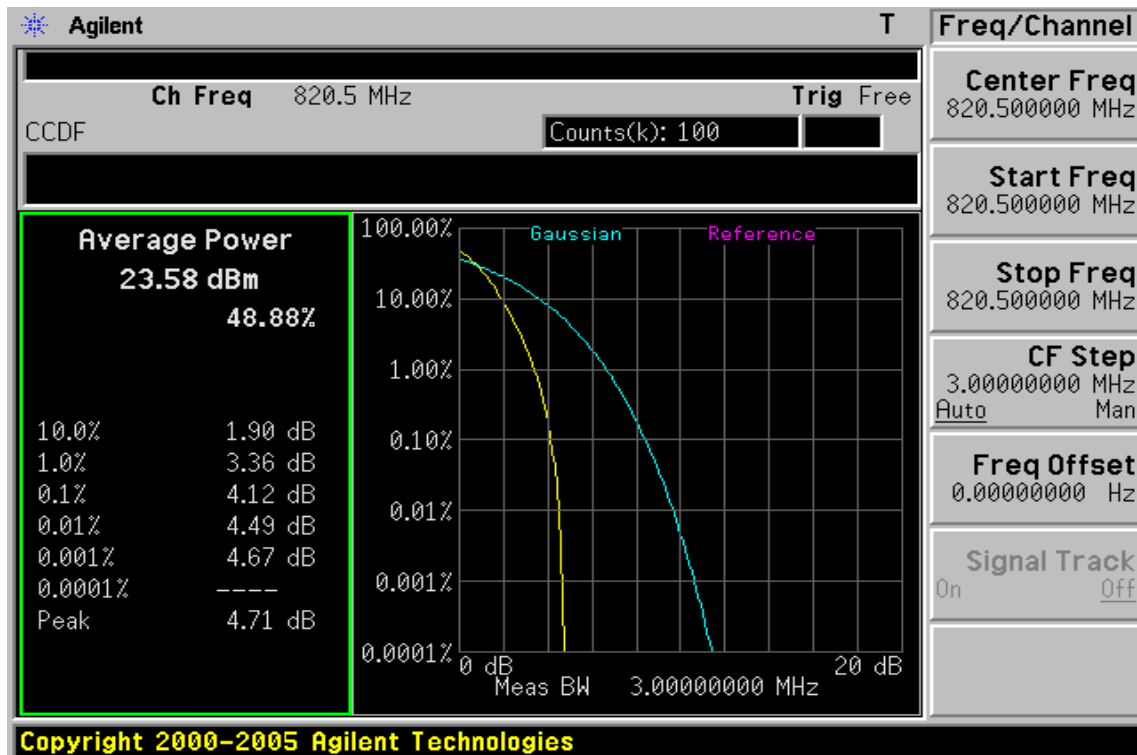 Agilent T
Ch Freq 820.5 MHz Trig Free
CCDF Counts(k): 100
Average Power
23.58 dBm
48.88%
10.0% 1.90 dB
1.0% 3.36 dB
0.1% 4.12 dB
0.01% 4.49 dB
0.001% 4.67 dB
0.0001% ----
Peak 4.71 dB
Gaussian Reference
100.00%
10.00%
1.00%
0.10%
0.01%
0.001%
0.0001%
0 dB 20 dB
Meas BW 3.00000000 MHz
Freq/Channel
Center Freq
820.500000 MHz
Start Freq
820.500000 MHz
Stop Freq
820.500000 MHz
CF Step
3.00000000 MHz
Auto Man
Freq Offset
0.00000000 Hz
Signal Track
On Off
Copyright 2000-2005 Agilent Technologies